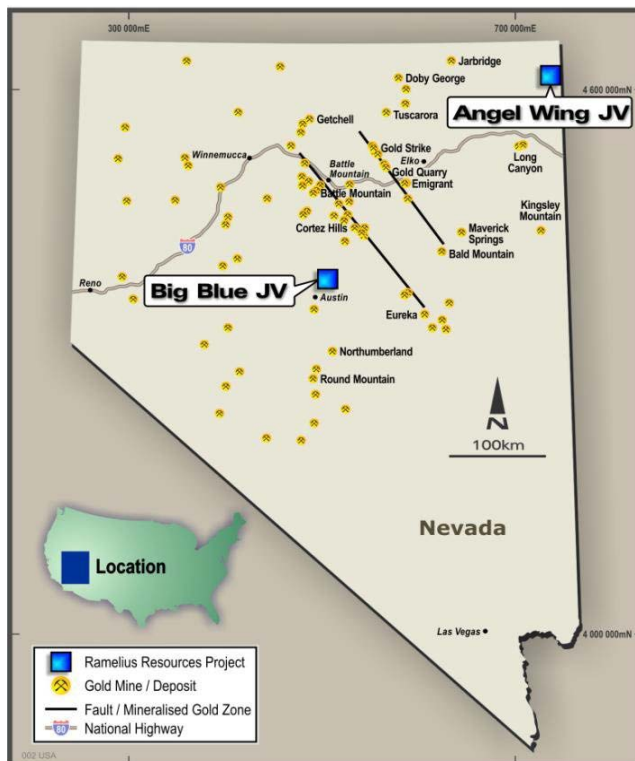 300 000mE
700 000mE
Jarbridge
Doby George
4 600 000mN
Angel Wing JV
Tuscarora
Getchell
Gold Strike
Winnemucca
Elko
Long
Canyon
Battle
Mountain
Gold Quarry
Emigrant
Battle Mountain
Kingsley
Mountain
Cortez Hills
Maverick
Springs
80
Bald Mountain
Reno
Big Blue JV
Austin
Eureka
Northumberland
Round Mountain
N
100km
Nevada
Location
Las Vegas
4 000 000mN
Ramelius Resources Project
Gold Mine / Deposit
Fault / Mineralised Gold Zone
80
National Highway
002 USA